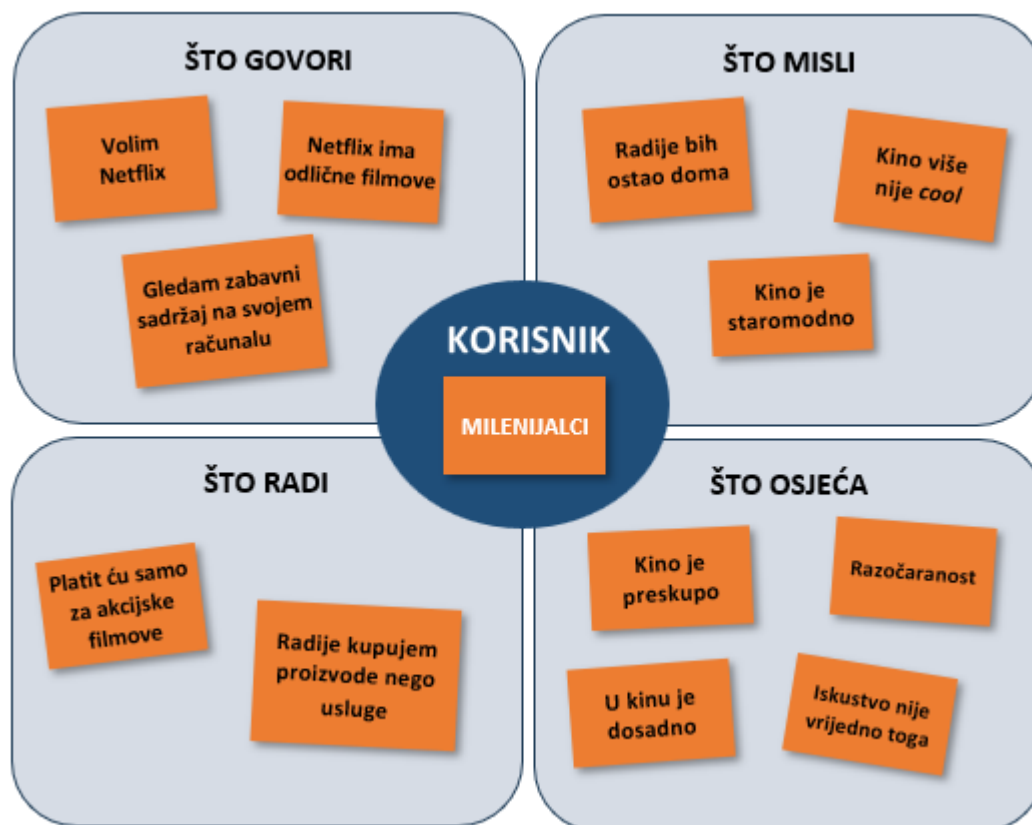 ŠTO GOVORI
Volim
Netflix
Netflix ima
odlične filmove
Gledam zabavni
sadržaj na svojem
računalu
ŠTO MISLI
Radije bih
ostao doma
Kino više
nije cool
Kino je
staromodno
KORISNIK
MILENIJALCI
ŠTO RADI
Platit ću samo
za akcijske
filmove
Radije kupujem
proizvode nego
usluge
ŠTO OSJEĆA
Kino je
preskupo
Razočaranost
U kinu je
dosadno
Iskustvo nije
vrijedno toga